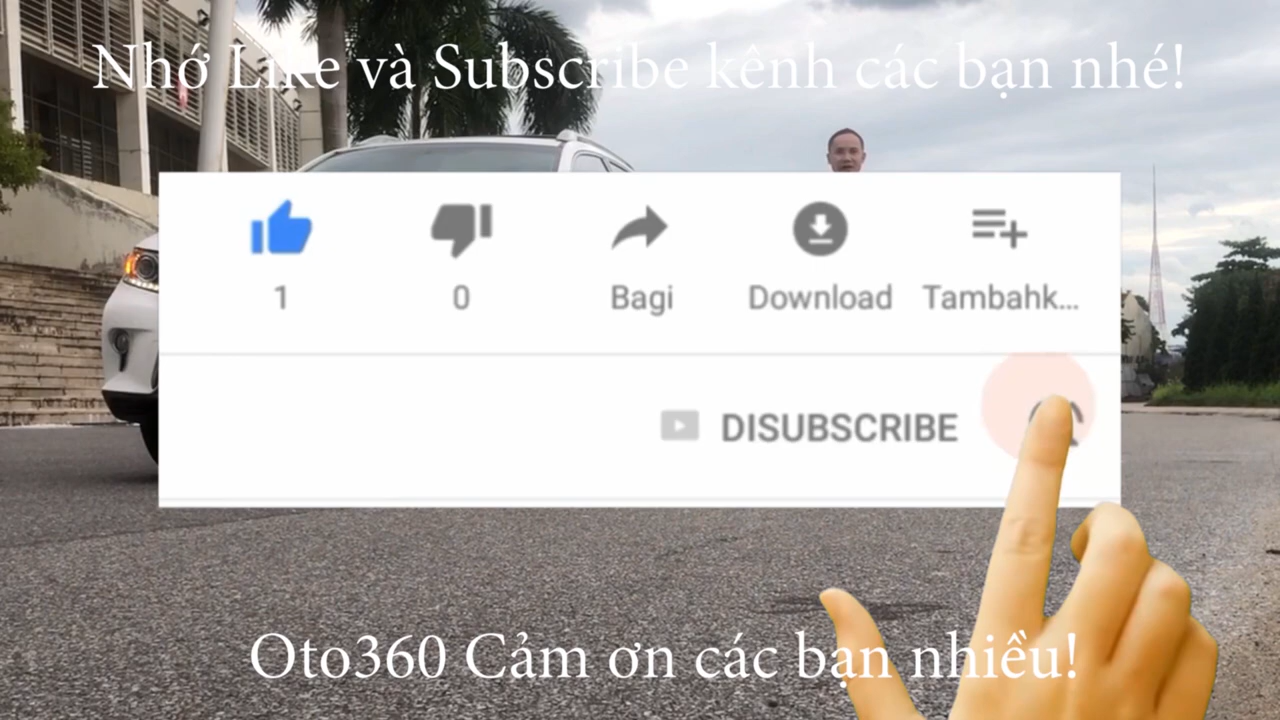 Nhớ Like và Subscribe kênh các bạn nhé!
1 0 Bagi Download Tambahk...
DISUBSCRIBE
Oto360 Cảm ơn các bạn nhiều!